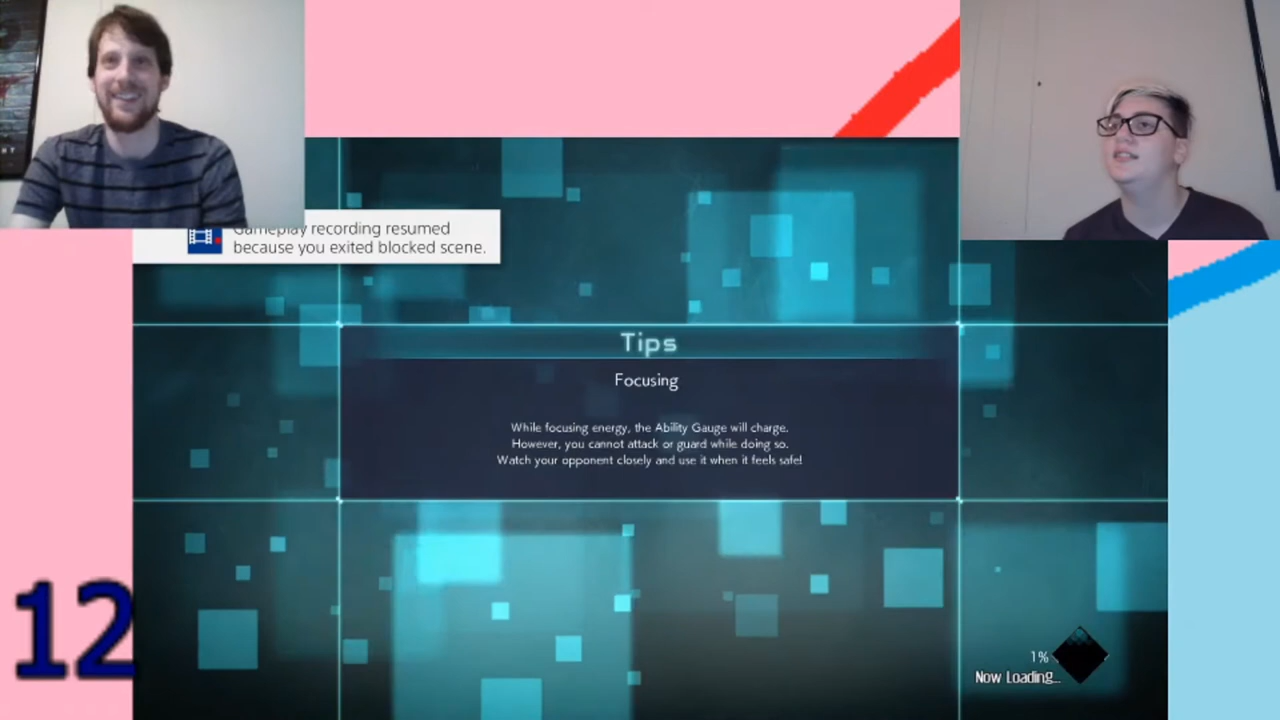 Gameplay recording resumed
because you exited blocked scene.
Tips
Focusing
While focusing energy, the Ability Gauge will charge.
However, you cannot attack or guard while doing so.
Watch your opponent closely and use it when it feels safe!
12
1%
Now Loading...